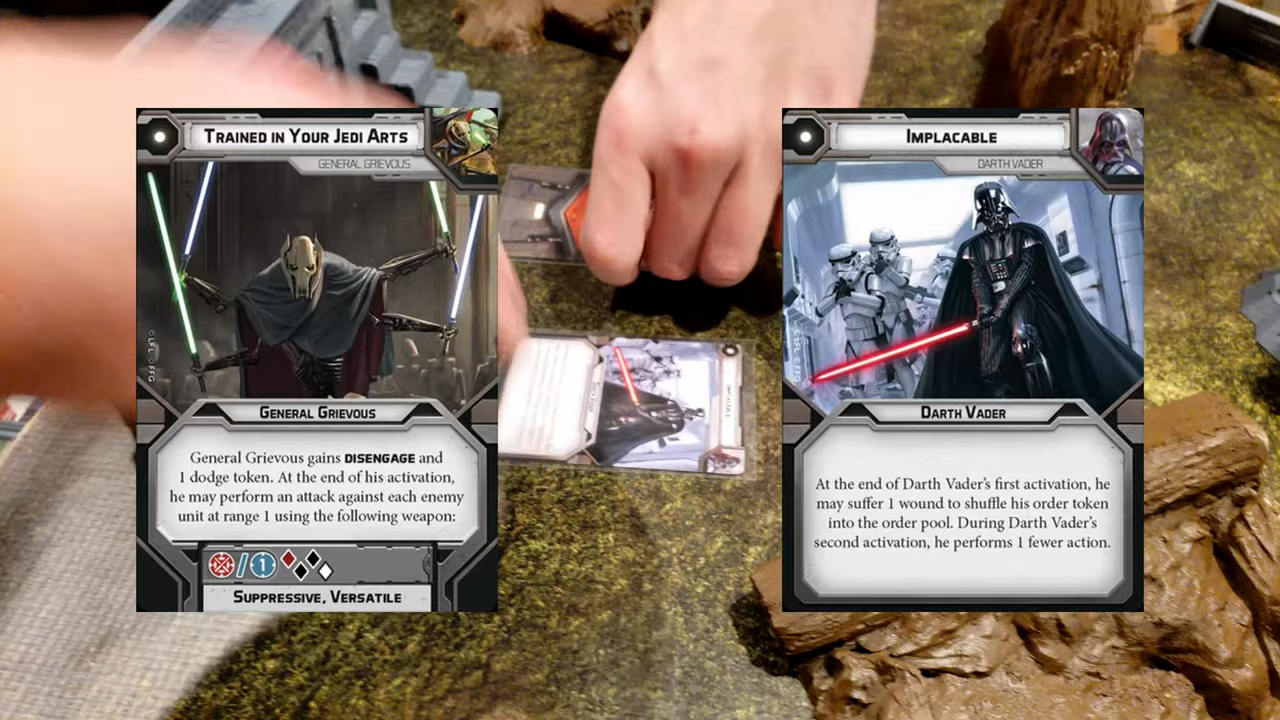 TRAINED IN YOUR JEDI ARTS
GENERAL GRIEVOUS
© LFL © FFG
GENERAL GRIEVOUS
General Grievous gains DISENGAGE and
1 dodge token. At the end of his activation,
he may perform an attack against each enemy
unit at range 1 using the following weapon:
1
SUPPRESSIVE, VERSATILE
IMPLACABLE
DARTH VADER
© LFL © FFG
DARTH VADER
At the end of Darth Vader's first activation, he
may suffer 1 wound to shuffle his order token
into the order pool. During Darth Vader's
second activation, he performs 1 fewer action.